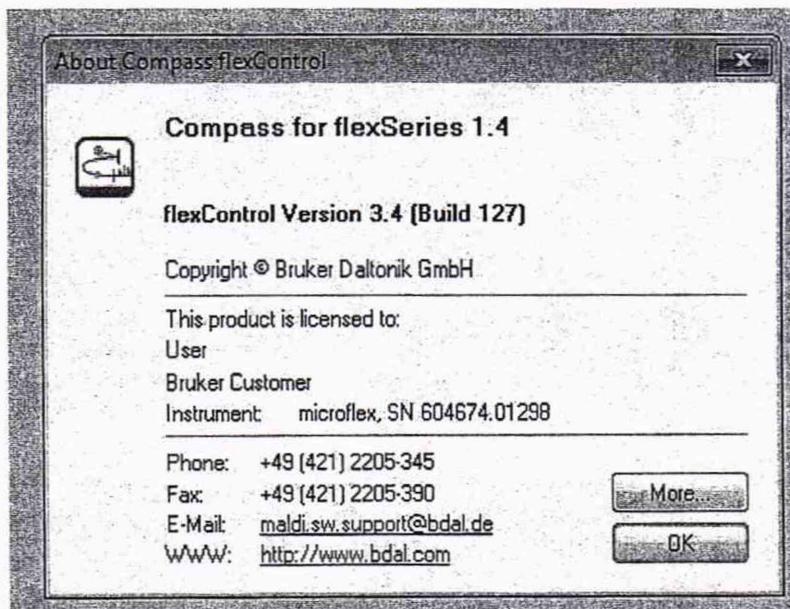 About Compass flexControl
Compass for flexSeries 1.4
flexControl Version 3.4 (Build 127)
Copyright © Bruker Daltonik GmbH
This product is licensed to:
User
Bruker Customer
Instrument: microflex, SN 604674.01298
Phone: +49 (421) 2205-345
Fax: +49 (421) 2205-390
E-Mail: maldi.sw.support@bdal.de
WWW: http://www.bdal.com
More...
OK